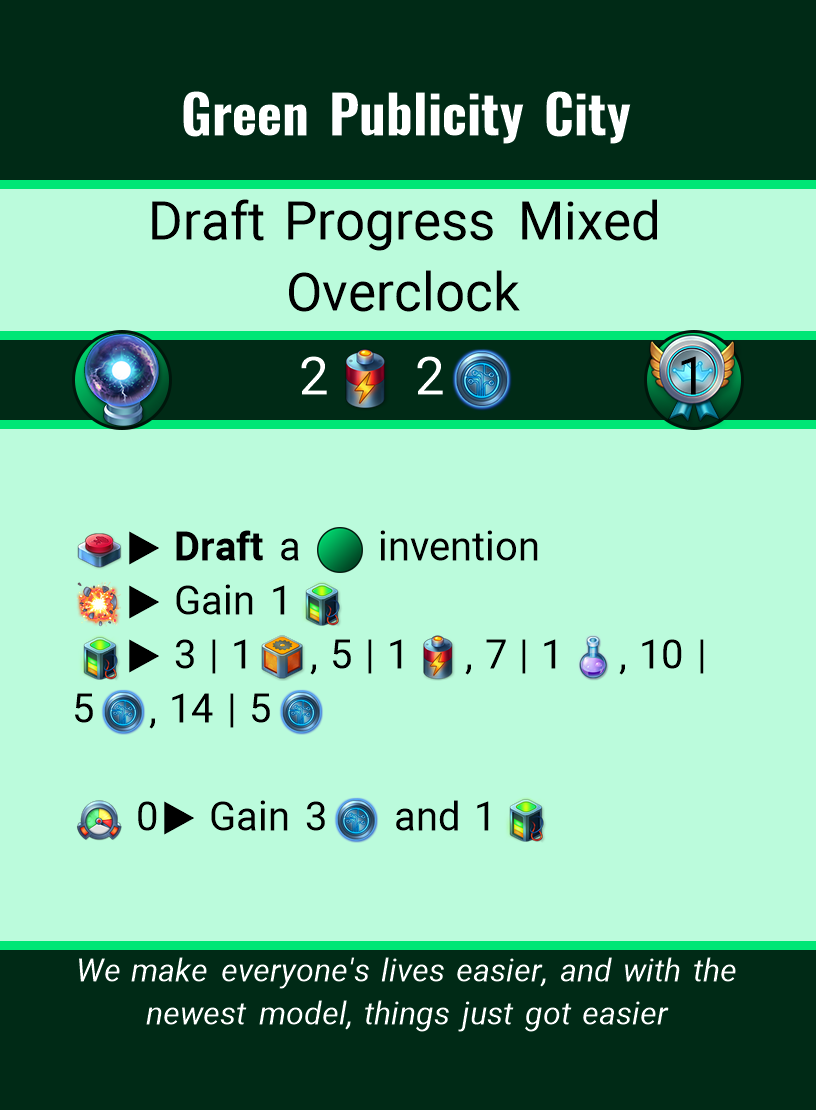 Green Publicity City
Draft Progress Mixed
Overclock
2 2 1
Draft a invention
Gain 1
3 | 1 , 5 | 1 , 7 | 1 , 10 |
5 , 14 | 5
0 Gain 3 and 1
We make everyone's lives easier, and with the
newest model, things just got easier